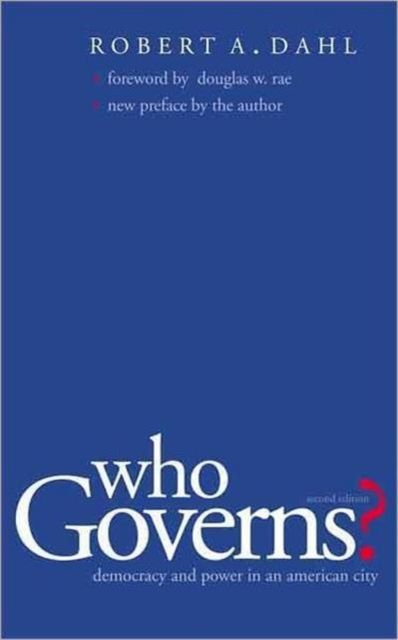 ROBERT A. DAHL
foreword by douglas w. rae
new preface by the author
who
second edition
Governs?
democracy and power in an american city